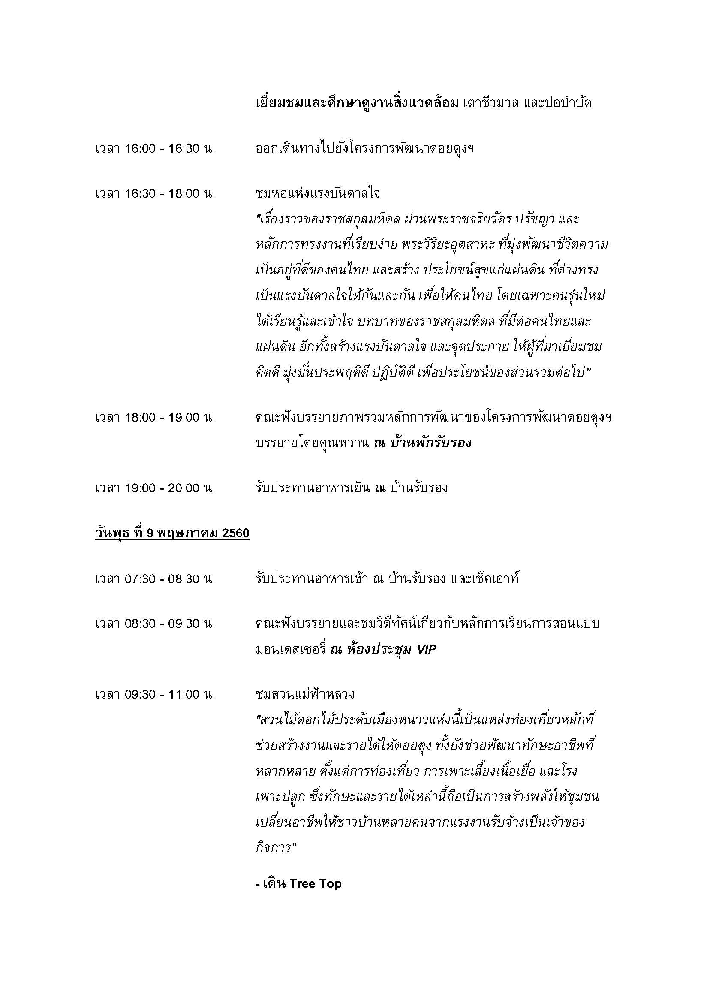 เยี่ยมชมและศึกษาดูงานสิ่งแวดล้อม เตาชีวมวล และบ่อบำบัด
เวลา 16:00 - 16:30 น. ออกเดินทางไปยังโครงการพัฒนาดอยตุงฯ
เวลา 16:30 - 18:00 น. ชมหอแห่งแรงบันดาลใจ
"เรื่องราวของราชสกุลมหิดล ผ่านพระราชจริยวัตร ปรัชญา และ
หลักการทรงงานที่เรียบง่าย พระวิริยะอุตสาหะ ที่มุ่งพัฒนาชีวิตความ
เป็นอยู่ที่ดีของคนไทย และสร้าง ประโยชน์สุขแก่แผ่นดิน ที่ต่างทรง
เป็นแรงบันดาลใจให้กันและกัน เพื่อให้คนไทย โดยเฉพาะคนรุ่นใหม่
ได้เรียนรู้และเข้าใจ บทบาทของราชสกุลมหิดล ที่มีต่อคนไทยและ
แผ่นดิน อีกทั้งสร้างแรงบันดาลใจ และจุดประกาย ให้ผู้ที่มาเยี่ยมชม
คิดดี มุ่งมั่นประพฤติดี ปฏิบัติดี เพื่อประโยชน์ของส่วนรวมต่อไป"
เวลา 18:00 - 19:00 น. คณะฟังบรรยายภาพรวมหลักการพัฒนาของโครงการพัฒนาดอยตุงฯ
บรรยายโดยคุณหวาน ณ บ้านพักรับรอง
เวลา 19:00 - 20:00 น. รับประทานอาหารเย็น ณ บ้านรับรอง
วันพุธ ที่ 9 พฤษภาคม 2560
เวลา 07:30 - 08:30 น. รับประทานอาหารเช้า ณ บ้านรับรอง และเช็คเอาท์
เวลา 08:30 - 09:30 น. คณะฟังบรรยายและชมวิดีทัศน์เกี่ยวกับหลักการเรียนการสอนแบบ
มอนเตสเซอรี่ ณ ห้องประชุม VIP
เวลา 09:30 - 11:00 น. ชมสวนแม่ฟ้าหลวง
"สวนไม้ดอกไม้ประดับเมืองหนาวแห่งนี้เป็นแหล่งท่องเที่ยวหลักที่
ช่วยสร้างงานและรายได้ให้ดอยตุง ทั้งยังช่วยพัฒนาทักษะอาชีพที่
หลากหลาย ตั้งแต่การท่องเที่ยว การเพาะเลี้ยงเนื้อเยื่อ และโรง
เพาะปลูก ซึ่งทักษะและรายได้เหล่านี้ถือเป็นการสร้างพลังให้ชุมชน
เปลี่ยนอาชีพให้ชาวบ้านหลายคนจากแรงงานรับจ้างเป็นเจ้าของ
กิจการ"
- เดิน Tree Top